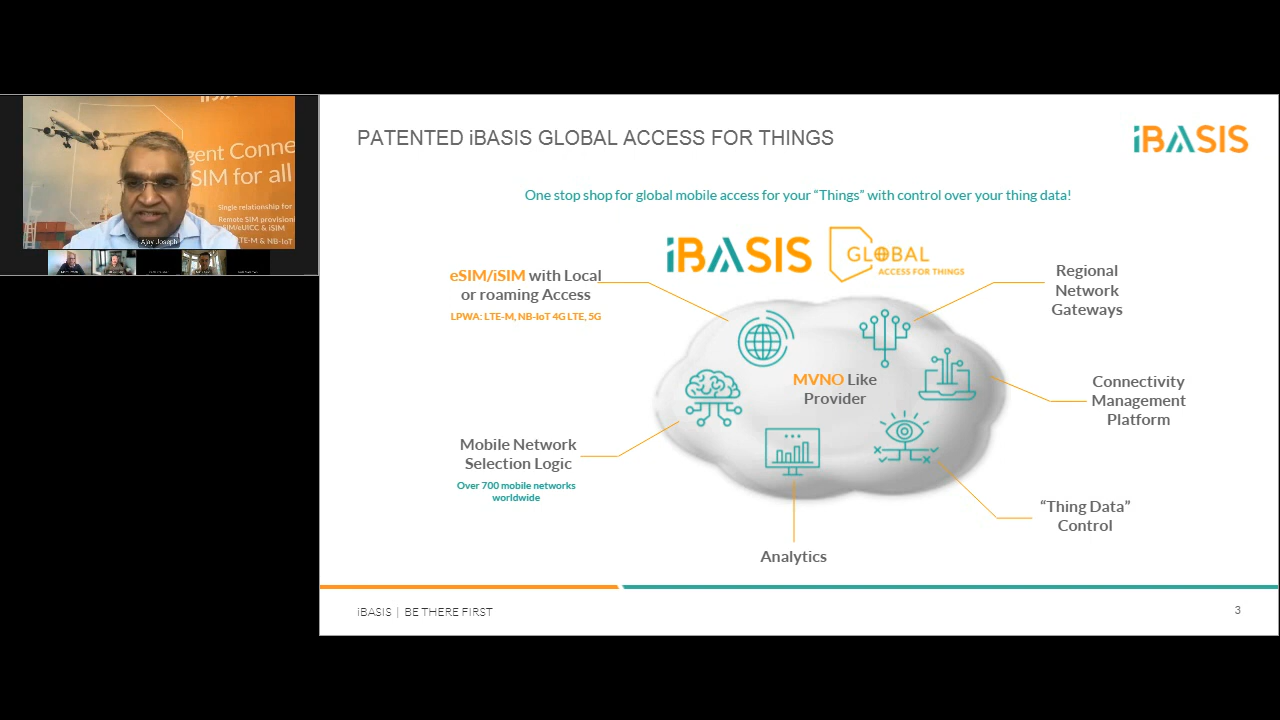 gent Conne
SIM for all
Single relationship for
Remote SIM provision
SIM/eUICC & iSIM
LTE-M & NB-IoT
Ajay Joseph
PATENTED iBASIS GLOBAL ACCESS FOR THINGS
iBASIS
One stop shop for global mobile access for your “Things” with control over your thing data!
iBASIS
GLOBAL
ACCESS FOR THINGS
eSIM/iSIM with Local
or roaming Access
LPWA: LTE-M, NB-IoT 4G LTE, 5G
Regional
Network
Gateways
MVNO Like
Provider
Connectivity
Management
Platform
Mobile Network
Selection Logic
Over 700 mobile networks
worldwide
“Thing Data”
Control
Analytics
iBASIS | BE THERE FIRST
3